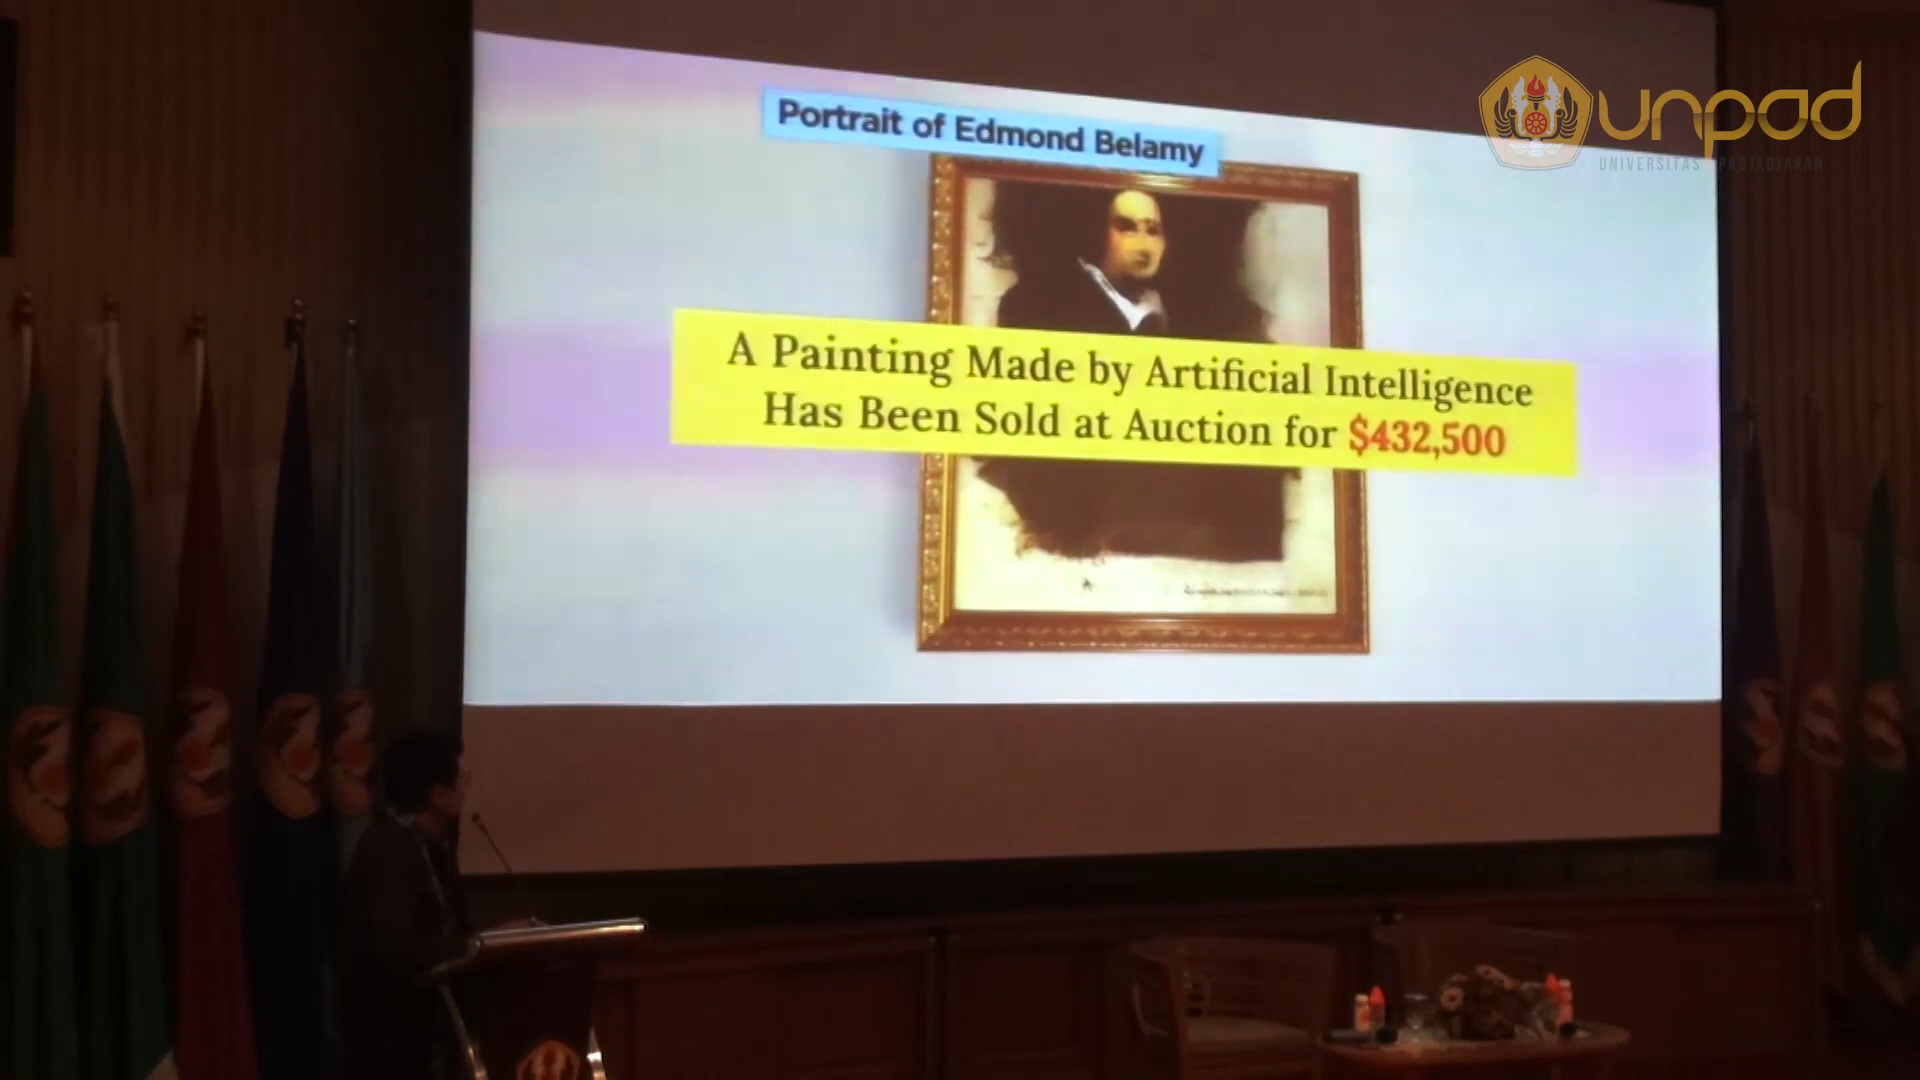 Portrait of Edmond Belamy
unpad
UNIVERSITAS PADJADJARAN
A Painting Made by Artificial Intelligence
Has Been Sold at Auction for $432,500